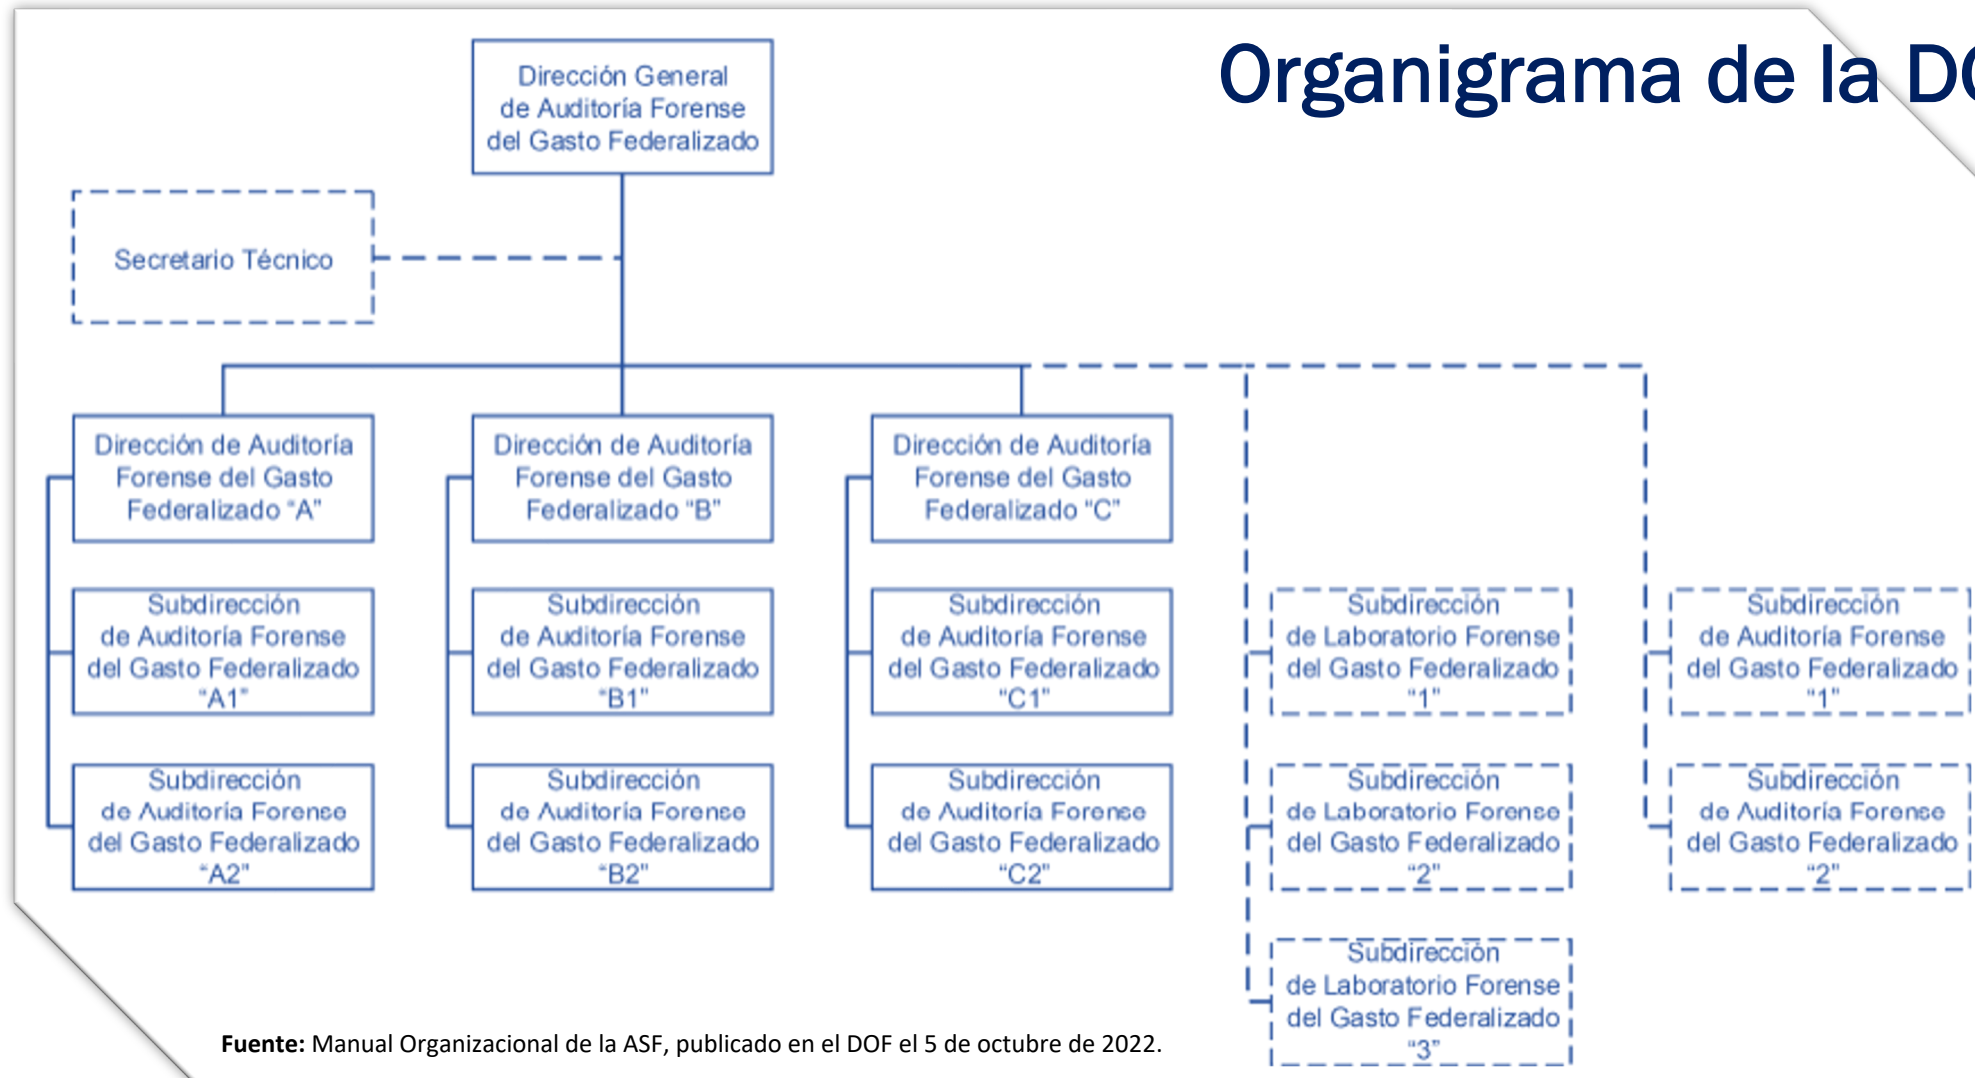 Organigrama de la
Dirección General
de Auditoría Forense
del Gasto Federalizado
Secretario Técnico
Dirección de Auditoría
Forense del Gasto
Federalizado “A”
Dirección de Auditoría
Forense del Gasto
Federalizado “B”
Dirección de Auditoría
Forense del Gasto
Federalizado “C”
Subdirección
de Auditoría Forense
del Gasto Federalizado
“A1”
Subdirección
de Auditoría Forense
del Gasto Federalizado
“B1”
Subdirección
de Auditoría Forense
del Gasto Federalizado
“C1”
Subdirección
de Laboratorio Forense
del Gasto Federalizado
“1”
Subdirección
de Auditoría Forense
del Gasto Federalizado
“1”
Subdirección
de Auditoría Forense
del Gasto Federalizado
“A2”
Subdirección
de Auditoría Forense
del Gasto Federalizado
“B2”
Subdirección
de Auditoría Forense
del Gasto Federalizado
“C2”
Subdirección
de Laboratorio Forense
del Gasto Federalizado
“2”
Subdirección
de Auditoría Forense
del Gasto Federalizado
“2”
Subdirección
de Laboratorio Forense
del Gasto Federalizado
“3”
Fuente: Manual Organizacional de la ASF, publicado en el DOF el 5 de octubre de 2022.